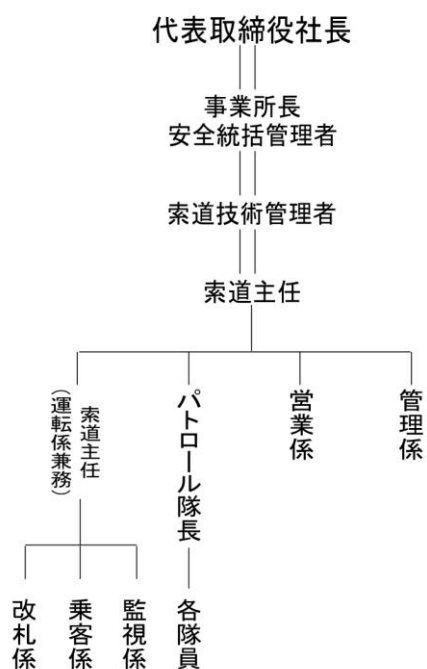 代表取締役社長
事業所長
安全統括管理者
索道技術管理者
索道主任
索道主任
（運転係兼務）
パトロール隊長
営業係
管理係
改札係
乗客係
監視係
各隊員